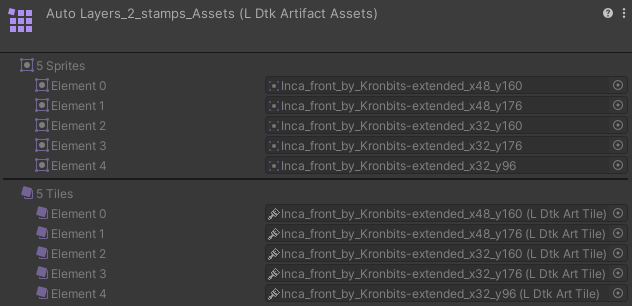 Auto Layers_2_stamps_Assets (L Dtk Artifact Assets)
5 Sprites
Element 0 Inca_front_by_Kronbits-extended_x48_y160
Element 1 Inca_front_by_Kronbits-extended_x48_y176
Element 2 Inca_front_by_Kronbits-extended_x32_y160
Element 3 Inca_front_by_Kronbits-extended_x32_y176
Element 4 Inca_front_by_Kronbits-extended_x32_y96
5 Tiles
Element 0 Inca_front_by_Kronbits-extended_x48_y160 (L Dtk Art Tile)
Element 1 Inca_front_by_Kronbits-extended_x48_y176 (L Dtk Art Tile)
Element 2 Inca_front_by_Kronbits-extended_x32_y160 (L Dtk Art Tile)
Element 3 Inca_front_by_Kronbits-extended_x32_y176 (L Dtk Art Tile)
Element 4 Inca_front_by_Kronbits-extended_x32_y96 (L Dtk Art Tile)